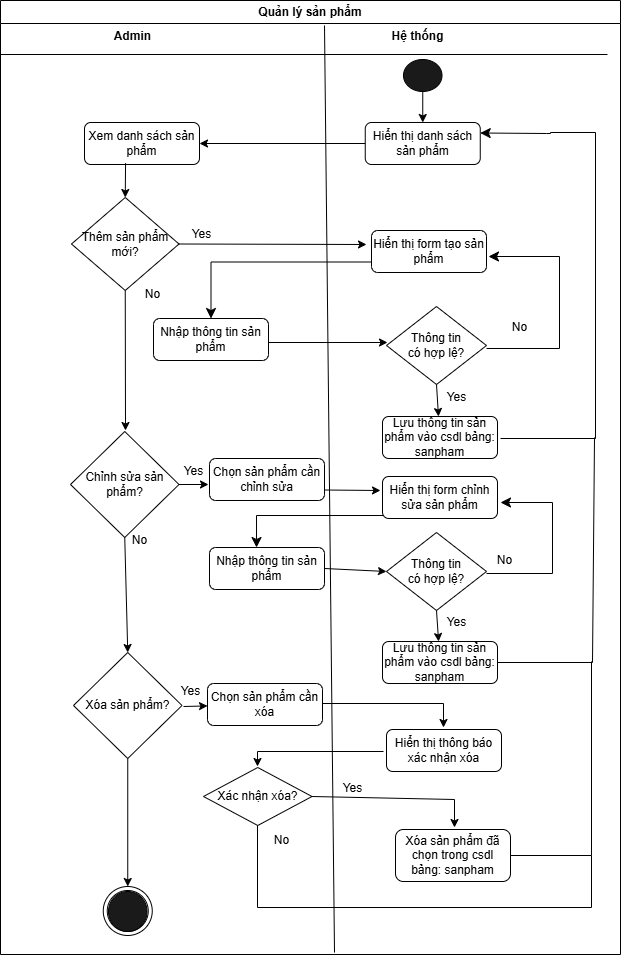 Quản lý sản phẩm
Admin
Hệ thống
Hiển thị danh sách
sản phẩm
Xem danh sách sản
phẩm
Thêm sản phẩm
mới?
Yes
Hiển thị form tạo sản
phẩm
No
Nhập thông tin sản
phẩm
Thông tin
có hợp lệ?
No
Yes
Lưu thông tin sản
phẩm vào csdl bảng:
sanpham
Chỉnh sửa sản
phẩm?
Yes
Chọn sản phẩm cần
chỉnh sửa
Hiển thị form chỉnh
sửa sản phẩm
No
Nhập thông tin sản
phẩm
Thông tin
có hợp lệ?
No
Yes
Lưu thông tin sản
phẩm vào csdl bảng:
sanpham
Xóa sản phẩm?
Yes
Chọn sản phẩm cần
xóa
Hiển thị thông báo
xác nhận xóa
Xác nhận xóa?
Yes
No
Xóa sản phẩm đã
chọn trong csdl
bảng: sanpham